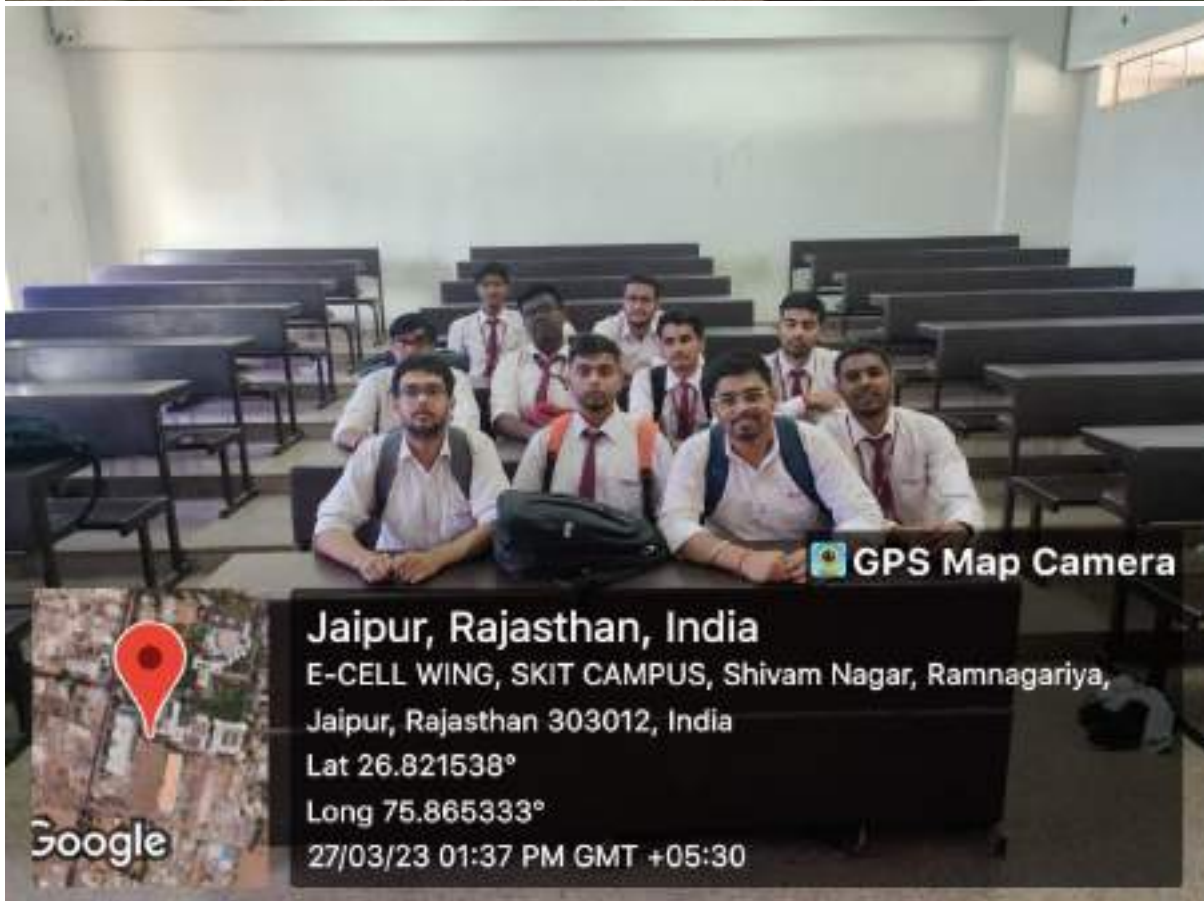 GPS Map Camera
Jaipur, Rajasthan, India
E-CELL WING, SKIT CAMPUS, Shivam Nagar, Ramnagariya,
Jaipur, Rajasthan 303012, India
Lat 26.821538°
Long 75.865333°
27/03/23 01:37 PM GMT +05:30
Google